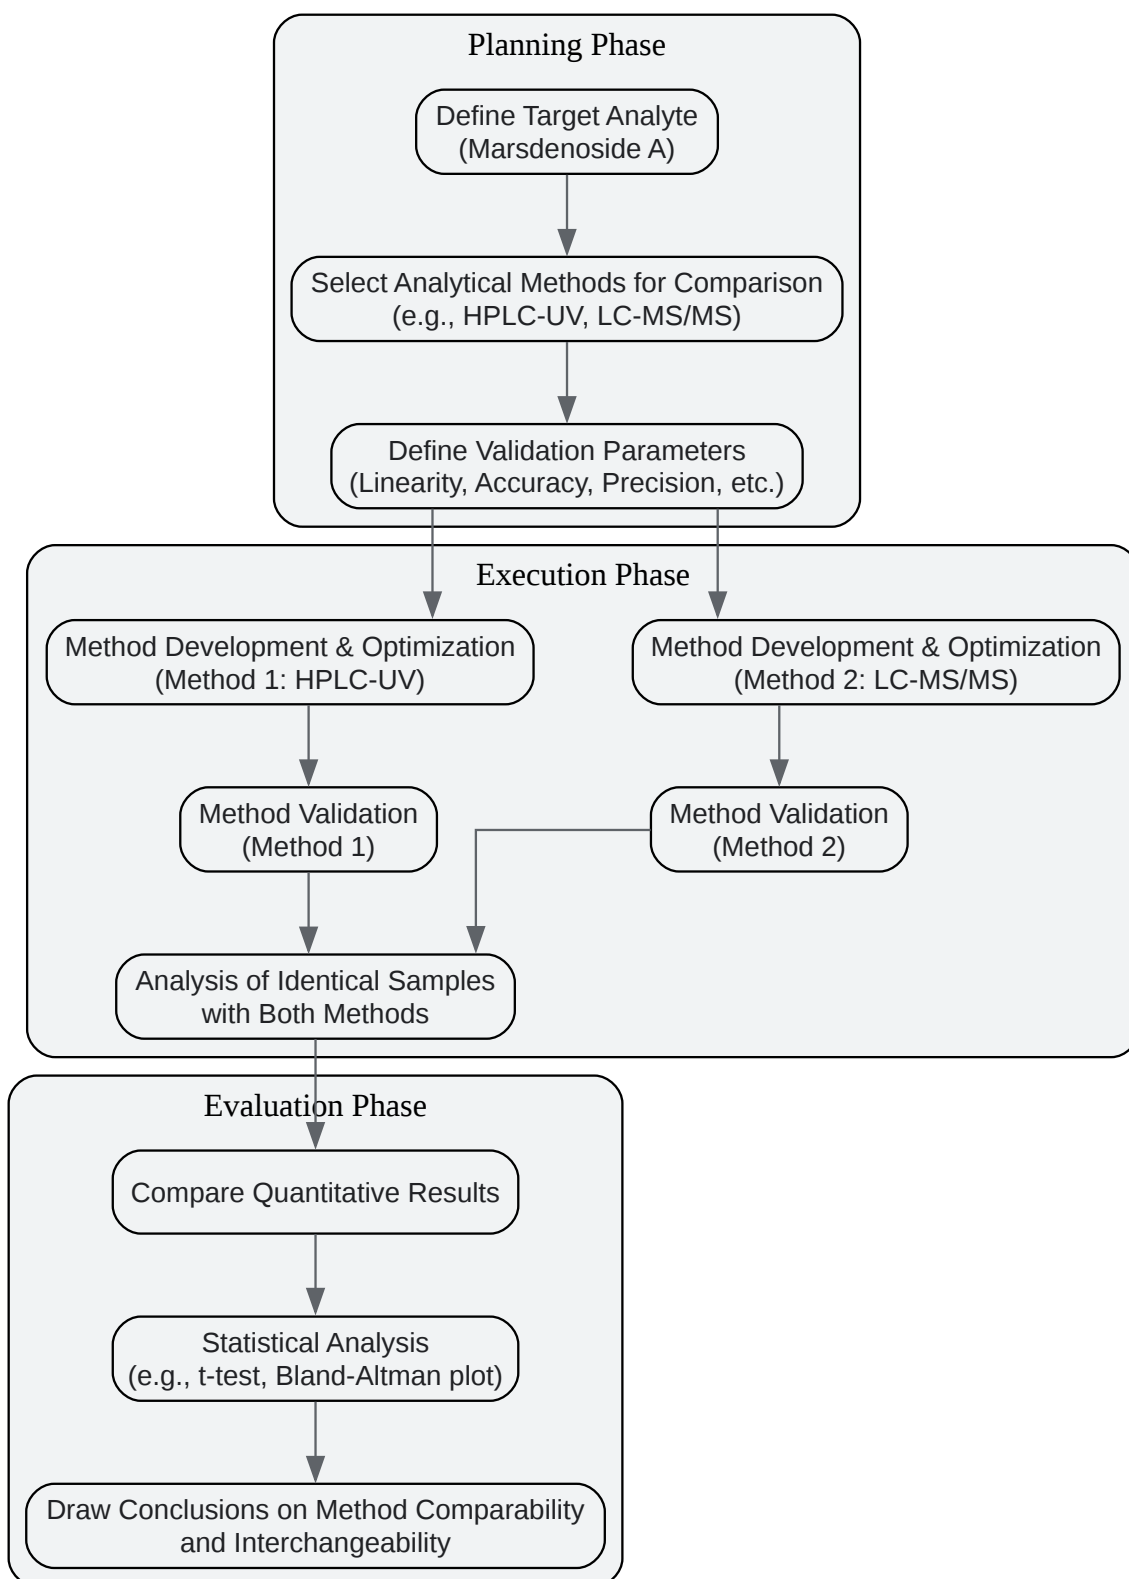 Planning Phase
Define Target Analyte
(Marsdenoside A)
Select Analytical Methods for Comparison
(e.g., HPLC-UV, LC-MS/MS)
Define Validation Parameters
(Linearity, Accuracy, Precision, etc.)
Execution Phase
Method Development & Optimization
(Method 1: HPLC-UV)
Method Development & Optimization
(Method 2: LC-MS/MS)
Method Validation
(Method 1)
Method Validation
(Method 2)
Analysis of Identical Samples
with Both Methods
Evaluation Phase
Compare Quantitative Results
Statistical Analysis
(e.g., t-test, Bland-Altman plot)
Draw Conclusions on Method Comparability
and Interchangeability